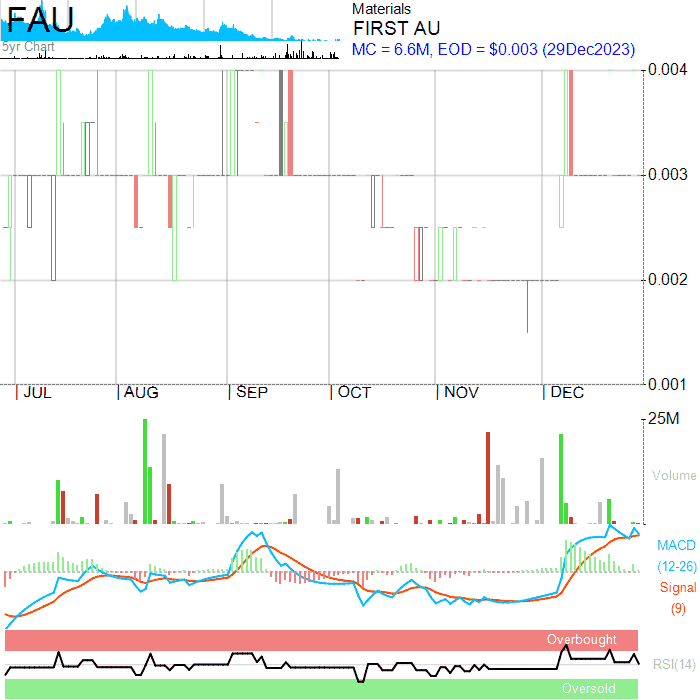 FAU
5yr Chart
Materials
FIRST AU
MC = 6.6M, EOD = $0.003 (29Dec2023)
0.004
0.003
0.002
0.001
JUL
AUG
SEP
OCT
NOV
DEC
25M
Volume
MACD
(12-26)
Signal
(9)
Overbought
RSI(14)
Oversold